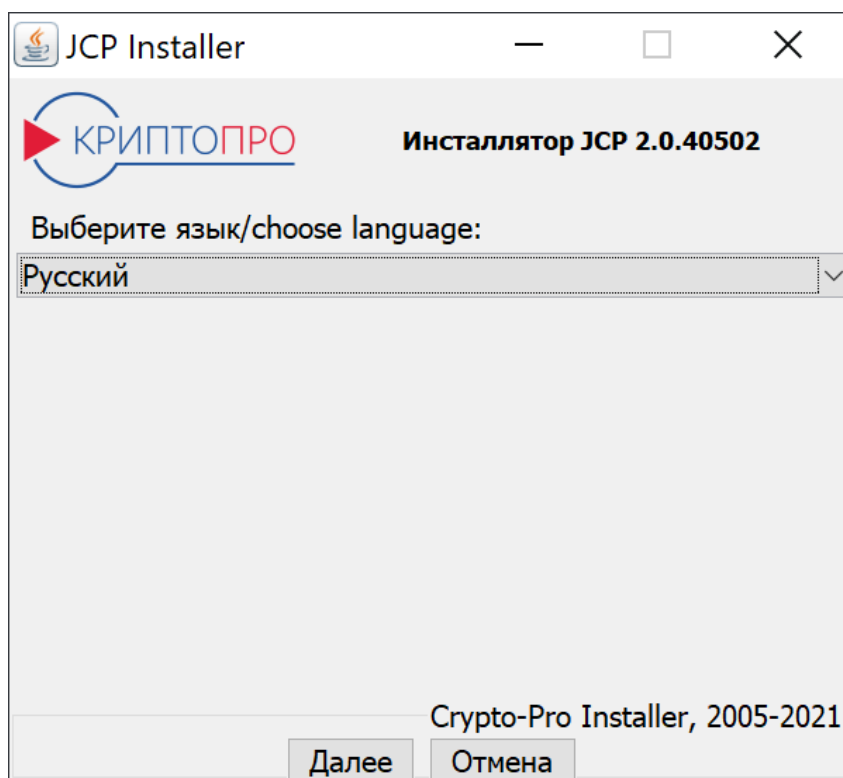 JCP Installer
КРИПТОПРО
Инсталлятор JCP 2.0.40502
Выберите язык/choose language:
Русский
Crypto-Pro Installer, 2005-2021
Далее
Отмена